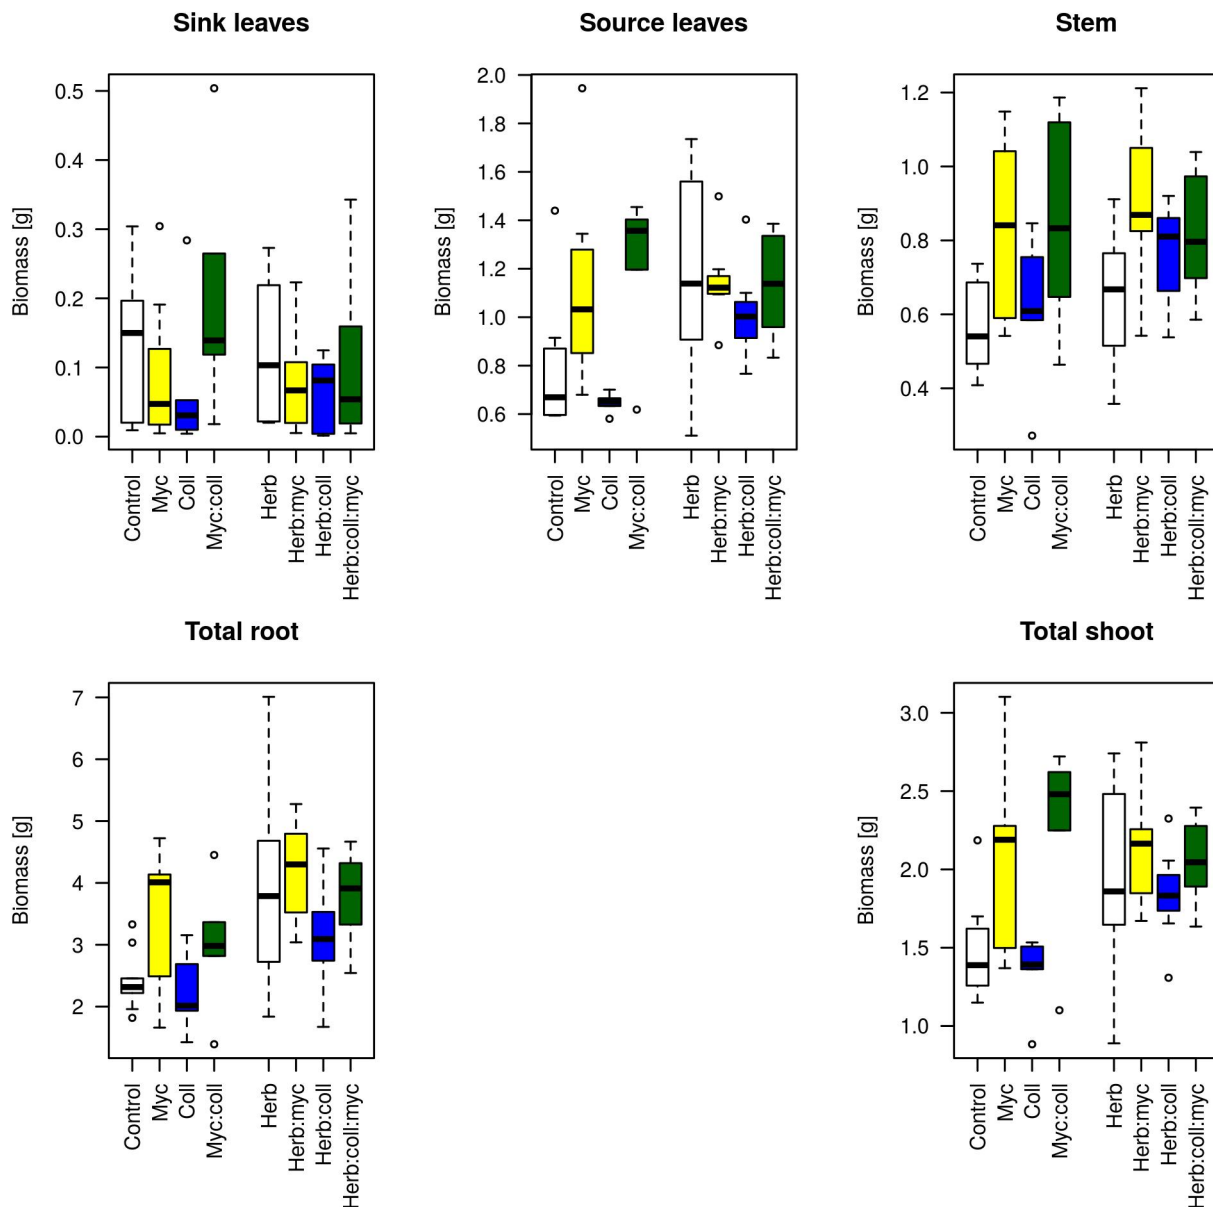 Sink leaves
Biomass [g]
0.5
0.4
0.3
0.2
0.1
0.0
Control
Myc
Coll
Myc:coll
Herb
Herb:myc
Herb:coll
Herb:coll:myc
Source leaves
Biomass [g]
2.0
1.8
1.6
1.4
1.2
1.0
0.8
0.6
Control
Myc
Coll
Myc:coll
Herb
Herb:myc
Herb:coll
Herb:coll:myc
Stem
Biomass [g]
1.2
1.0
0.8
0.6
0.4
Control
Myc
Coll
Myc:coll
Herb
Herb:myc
Herb:coll
Herb:coll:myc
Total root
Biomass [g]
7
6
5
4
3
2
Control
Myc
Coll
Myc:coll
Herb
Herb:myc
Herb:coll
Herb:coll:myc
Total shoot
Biomass [g]
3.0
2.5
2.0
1.5
1.0
Control
Myc
Coll
Myc:coll
Herb
Herb:myc
Herb:coll
Herb:coll:myc